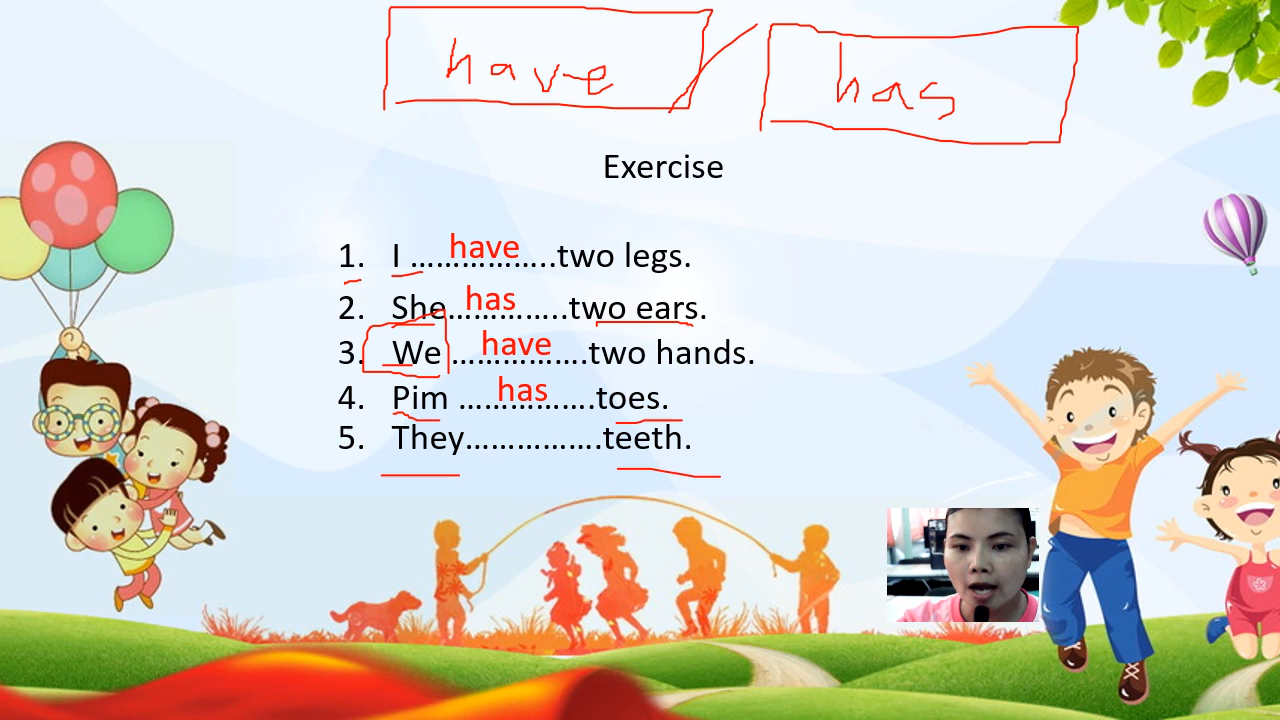 have / has
Exercise
1. I ......have..........two legs.
2. She..has..........two ears.
3. We ....have..........two hands.
4. Pim .....has.........toes.
5. They................teeth.